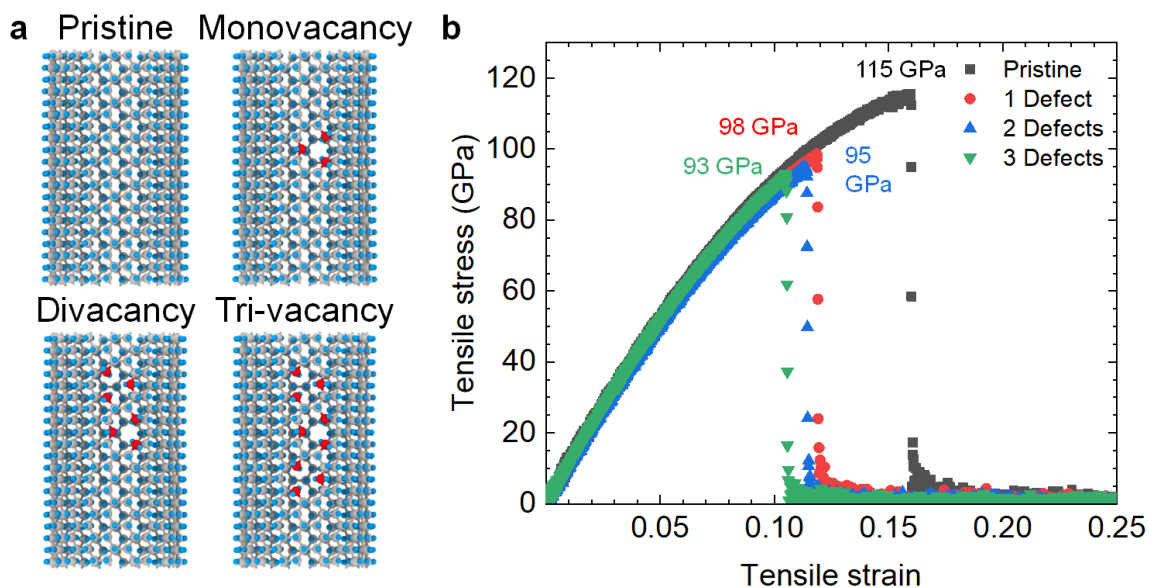 a
Pristine
Monovacancy
Divacancy
Tri-vacancy
b
115 GPa
Pristine
1 Defect
2 Defects
3 Defects
98 GPa
93 GPa
95
GPa
120
100
80
60
40
20
0
Tensile stress (GPa)
0.05
0.10
0.15
0.20
0.25
Tensile strain